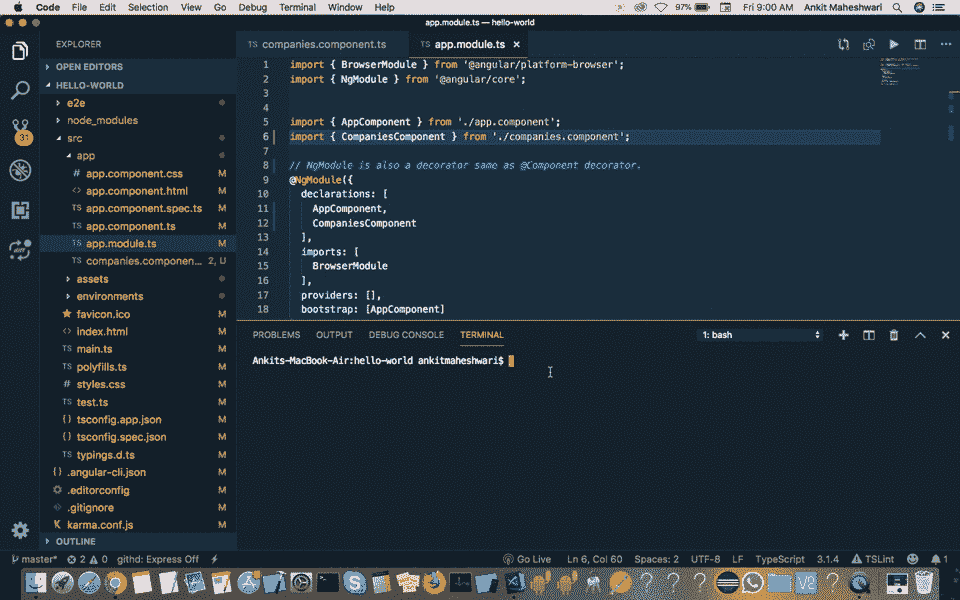 Code File Edit Selection View Go Debug Terminal Window Help 97% Fri 9:00 AM Ankit Maheshwari
app.module.ts — hello-world
EXPLORER
OPEN EDITORS
HELLO-WORLD
e2e
node_modules
src
app
# app.component.css M
<> app.component.html M
TS app.component.spec.ts M
TS app.component.ts M
TS app.module.ts M
TS companies.componen... 2, U
assets
environments
favicon.ico M
<> index.html M
TS main.ts M
TS polyfills.ts M
# styles.css M
TS test.ts M
{} tsconfig.app.json M
{} tsconfig.spec.json M
TS typings.d.ts M
{} .angular-cli.json M
.editorconfig M
.gitignore M
K karma.conf.js M
OUTLINE
31
TS companies.component.ts TS app.module.ts ×
1 import { BrowserModule } from '@angular/platform-browser';
2 import { NgModule } from '@angular/core';
3
4
5 import { AppComponent } from './app.component';
6 import { CompaniesComponent } from './companies.component';
7
8 // NgModule is also a decorator same as @Component decorator.
9 @NgModule({
10 declarations: [
11 AppComponent,
12 CompaniesComponent
13 ],
14 imports: [
15 BrowserModule
16 ],
17 providers: [],
18 bootstrap: [AppComponent]
PROBLEMS OUTPUT DEBUG CONSOLE TERMINAL 1: bash
Ankits-MacBook-Air:hello-world ankitmaheshwari$
master* 2 0 githd: Express Off Go Live Ln 6, Col 60 Spaces: 2 UTF-8 LF TypeScript 3.1.4 TSLint 1